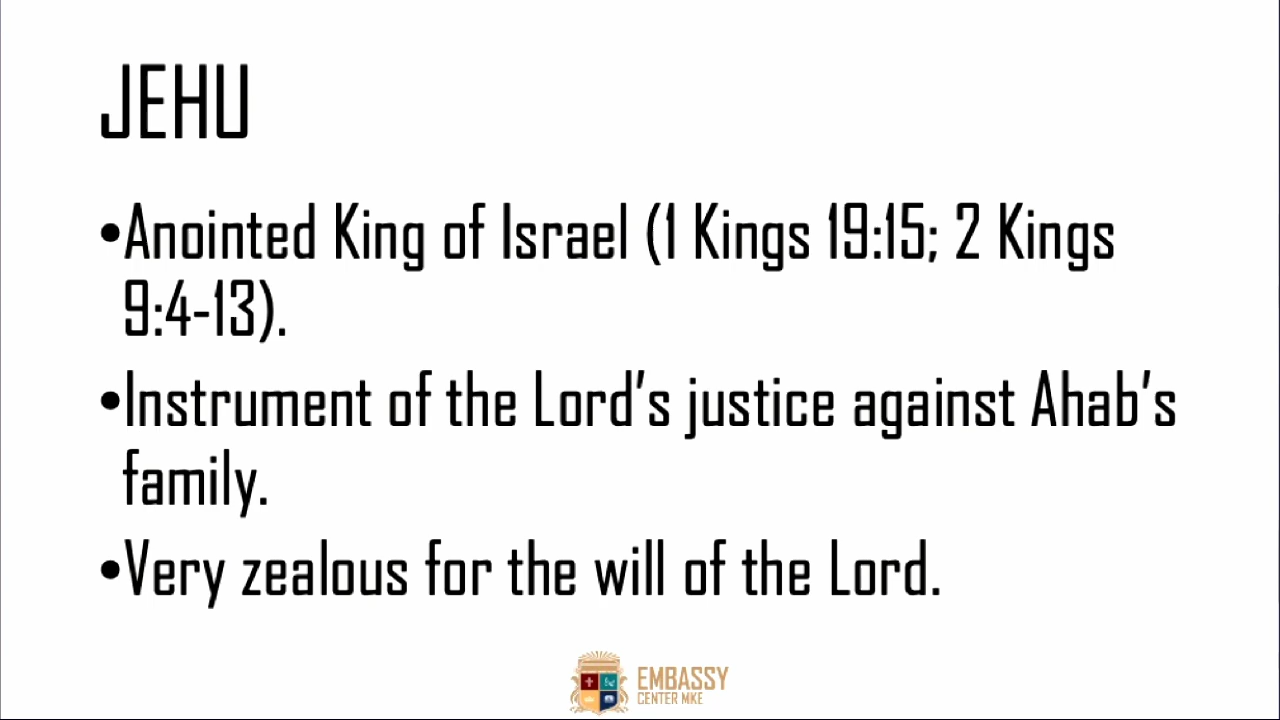 JEHU
•Anointed King of Israel (1 Kings 19:15; 2 Kings
9:4-13).
•Instrument of the Lord's justice against Ahab's
family.
•Very zealous for the will of the Lord.
EMBASSY
CENTER MKE